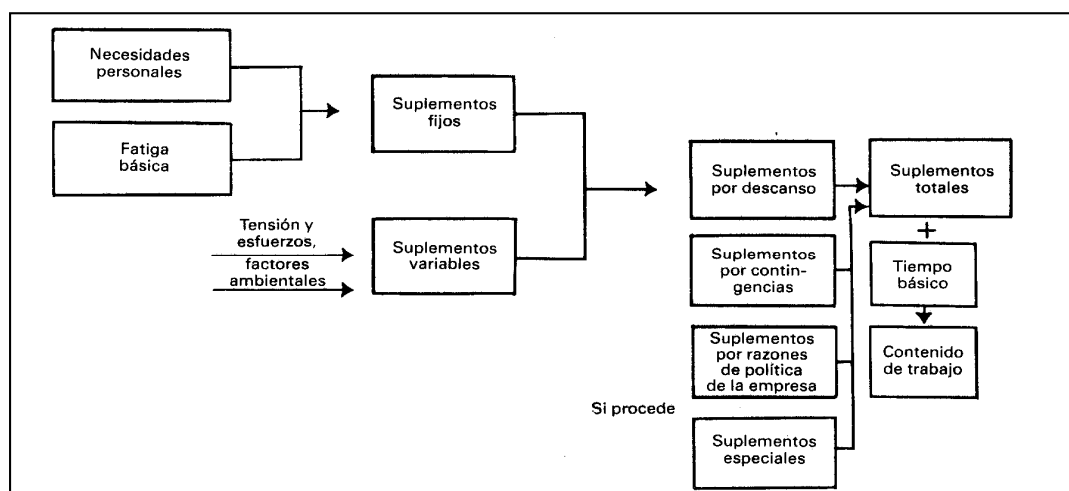 Necesidades
personales
Fatiga
básica
Tensión y
esfuerzos,
factores
ambientales
Suplementos
fijos
Suplementos
variables
Suplementos
por descanso
Suplementos
por contin-
gencias
Suplementos
por razones
de política
de la empresa
Si procede
Suplementos
especiales
Suplementos
totales
+
Tiempo
básico
Contenido
de trabajo